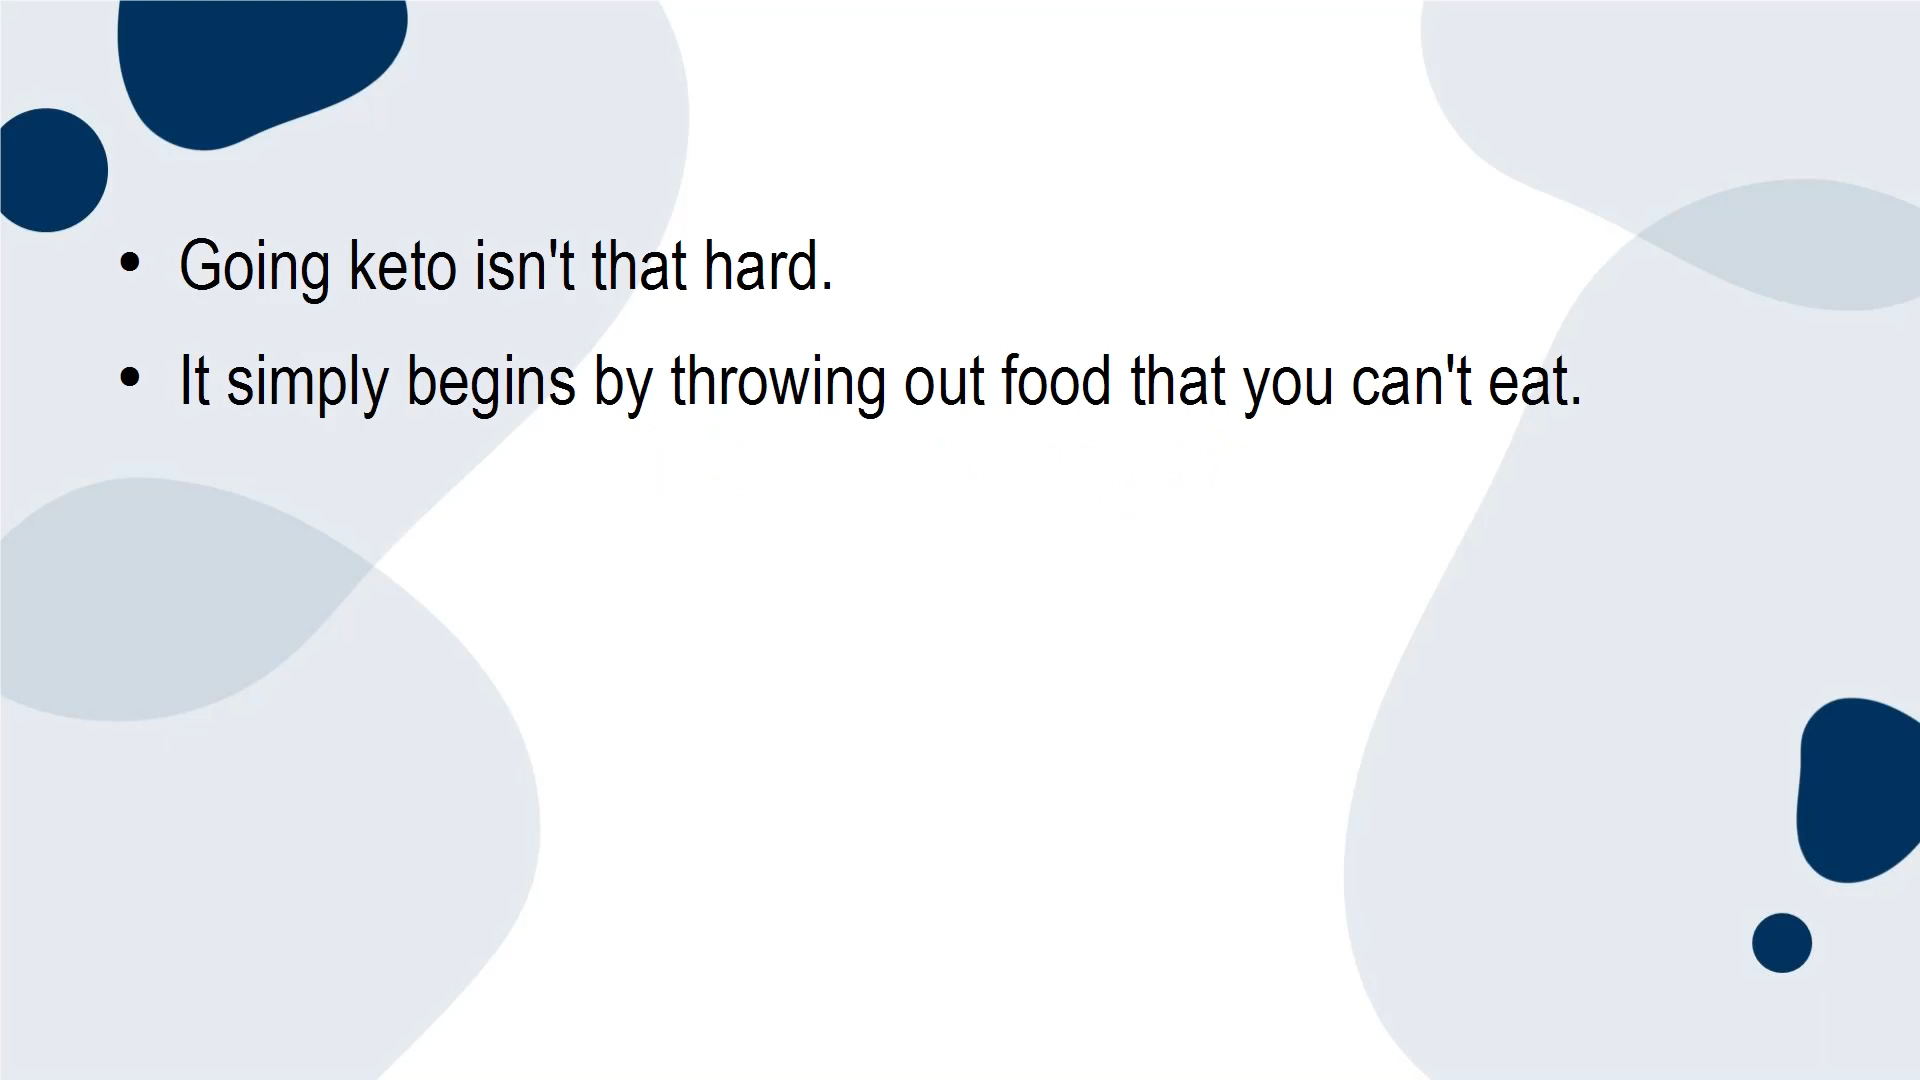 • Going keto isn't that hard.
• It simply begins by throwing out food that you can't eat.